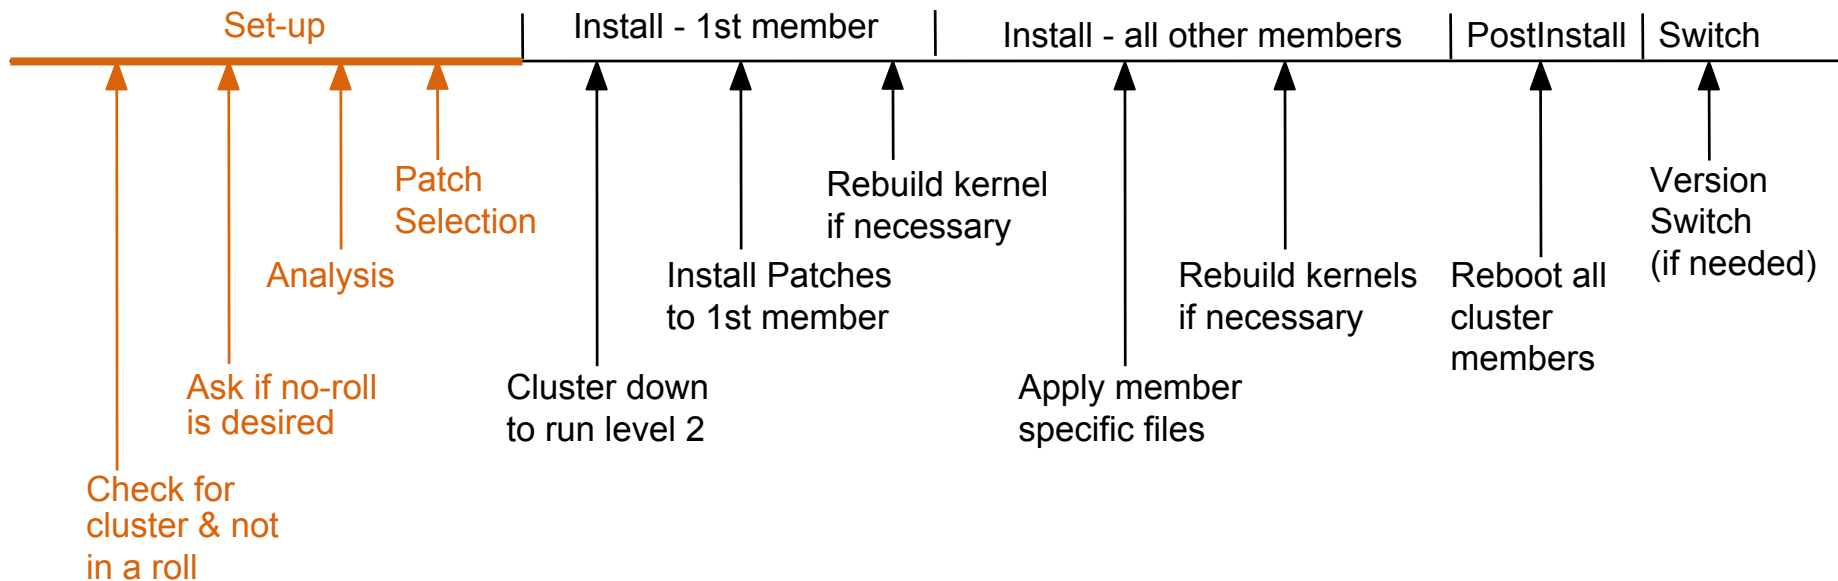 Set-up
Install - 1st member
Install - all other members
PostInstall
Switch
Patch
Selection
Analysis
Ask if no-roll
is desired
Check for
cluster & not
in a roll
Rebuild kernel
if necessary
Install Patches
to 1st member
Cluster down
to run level 2
Rebuild kernels
if necessary
Apply member
specific files
Reboot all
cluster
members
Version
Switch
(if needed)